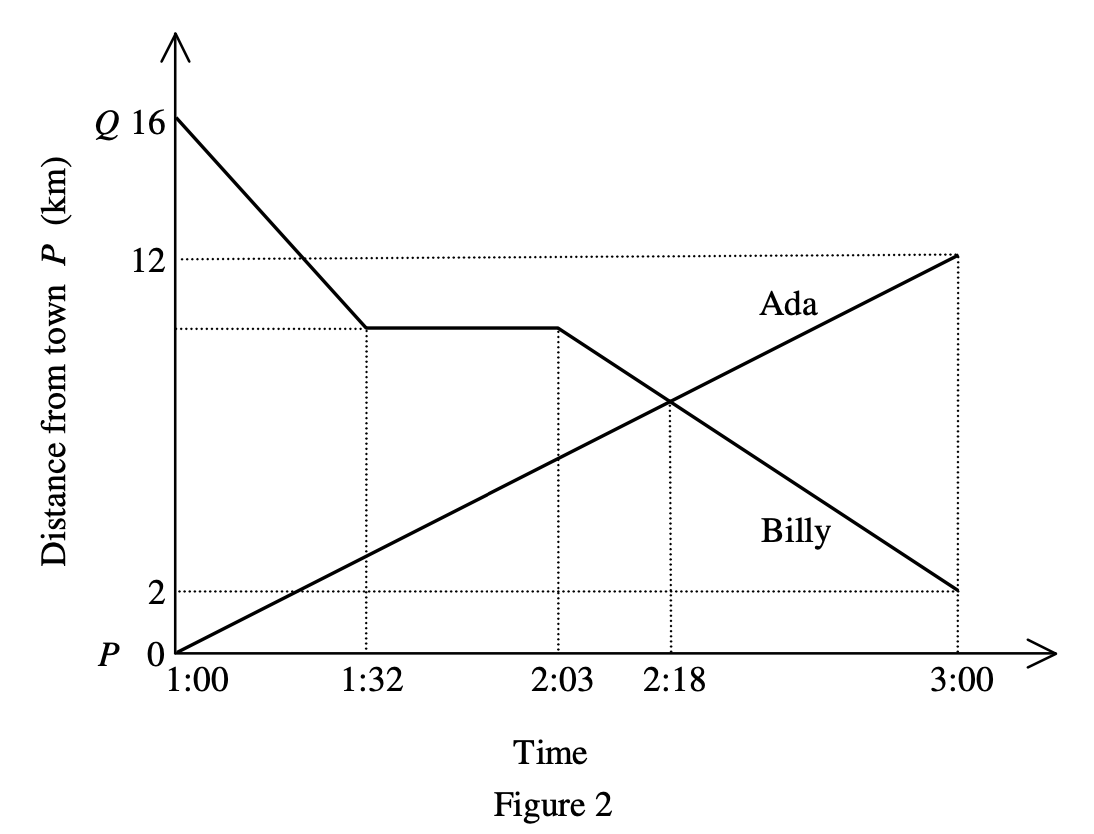 Distance from town P (km)
Q 16
12
Ada
Billy
2
P 0
1:00 1:32 2:03 2:18 3:00
Time
Figure 2